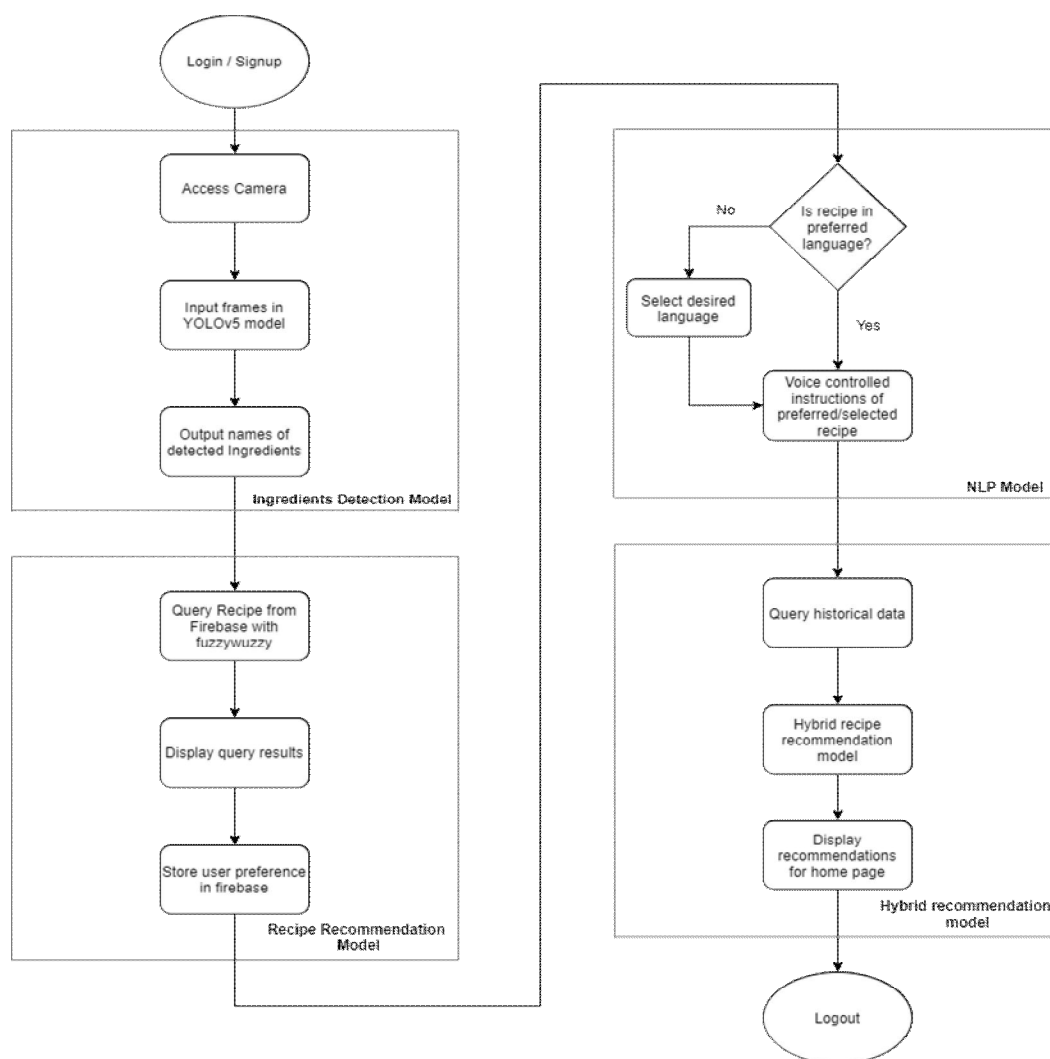 Login / Signup
Access Camera
Input frames in
YOLOv5 model
Output names of
detected Ingredients
Ingredients Detection Model
Query Recipe from
Firebase with
fuzzywuzzy
Display query results
Store user preference
in firebase
Recipe Recommendation
Model
Is recipe in
preferred
language?
No
Yes
Select desired
language
Voice controlled
instructions of
preferred/selected
recipe
NLP Model
Query historical data
Hybrid recipe
recommendation
model
Display
recommendations
for home page
Hybrid recommendation
model
Logout